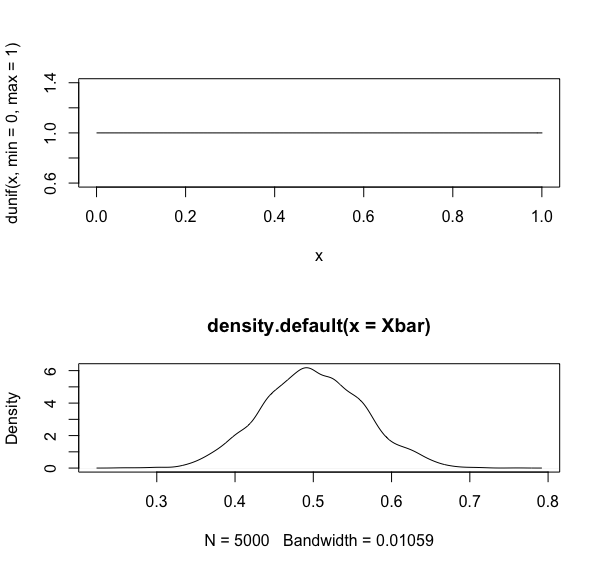 dunif(x, min = 0, max = 1)
1.4
1.0
0.6
0.0 0.2 0.4 0.6 0.8 1.0
x
density.default(x = Xbar)
Density
6
4
2
0
0.3 0.4 0.5 0.6 0.7 0.8
N = 5000 Bandwidth = 0.01059